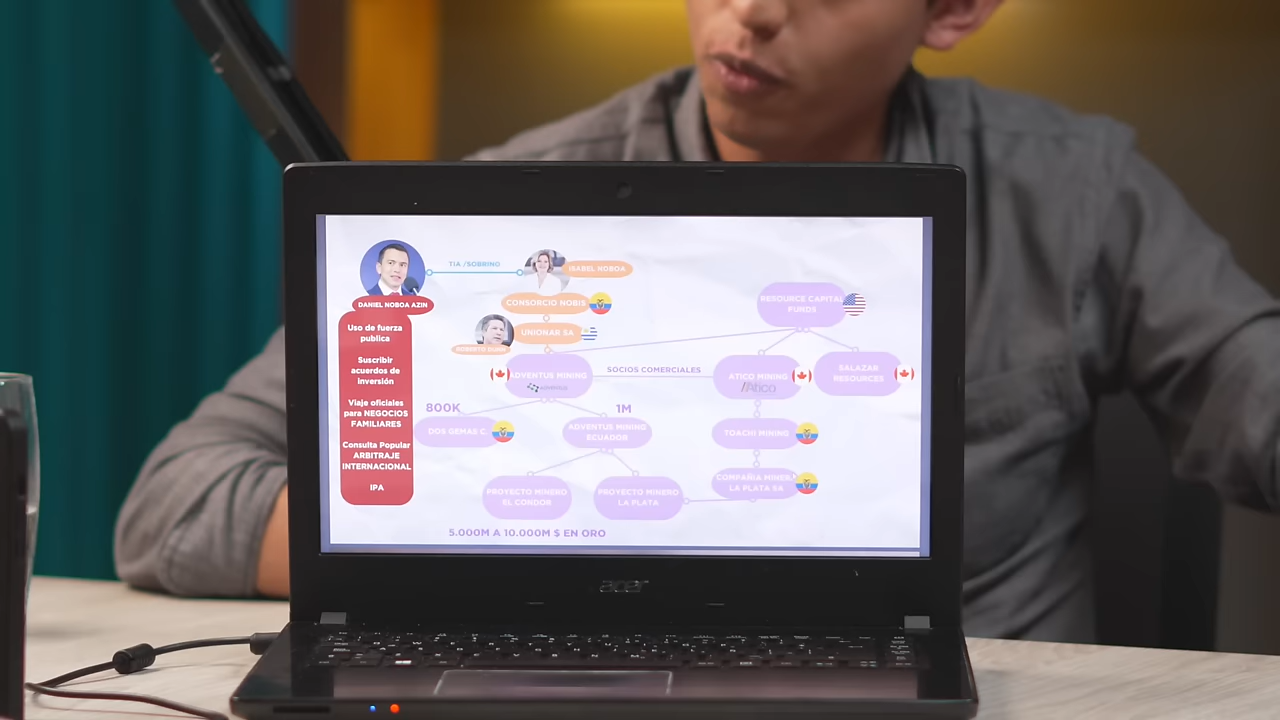 TIA /SOBRINO
ISABEL NOBOA
DANIEL NOBOA AZIN
CONSORCIO NOBIS
RESOURCE CAPITAL
FUNDS
Uso de fuerza
publica
UNIONAR SA
Suscribir
acuerdos de
inversión
ADVENTUS MINING
SOCIOS COMERCIALES
ATICO MINING
Atico
SALAZAR
RESOURCES
Viaje oficiales
para NEGOCIOS
FAMILIARES
800K
1M
DOS GEMAS C.
ADVENTUS MINING
ECUADOR
TOACHI MINING
Consulta Popular
ARBITRAJE
INTERNACIONAL
IPA
PROYECTO MINERO
EL CONDOR
PROYECTO MINERO
LA PLATA
COMPAÑIA MINERA
LA PLATA SA
5.000M A 10.000M $ EN ORO
acer